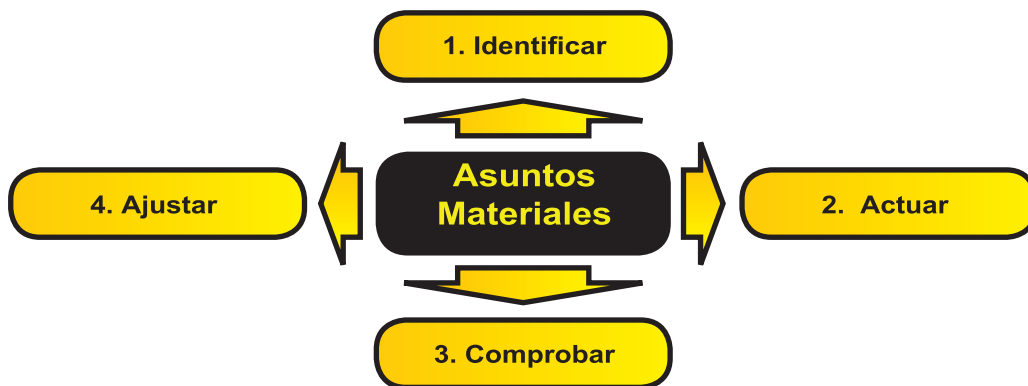 1. Identificar
Asuntos
Materiales
4. Ajustar
2. Actuar
3. Comprobar